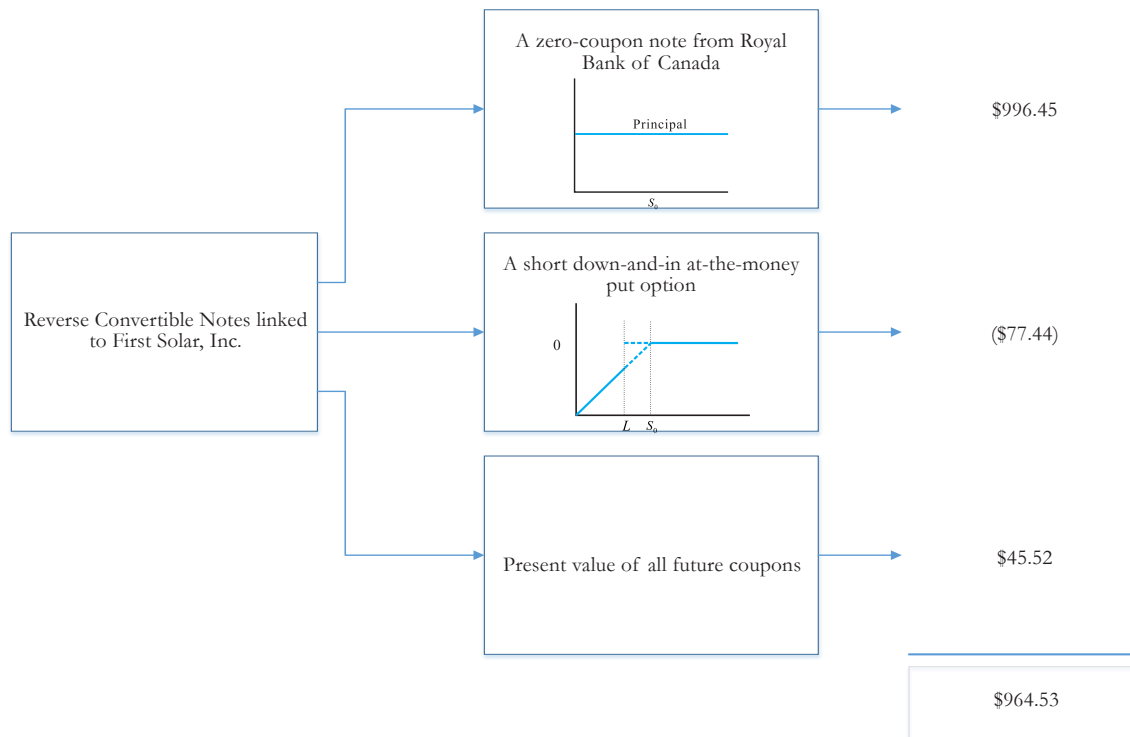 A zero-coupon note from Royal
Bank of Canada
Principal
S₀
$996.45
Reverse Convertible Notes linked
to First Solar, Inc.
A short down-and-in at-the-money
put option
0
L S₀
($77.44)
Present value of all future coupons
$45.52
$964.53